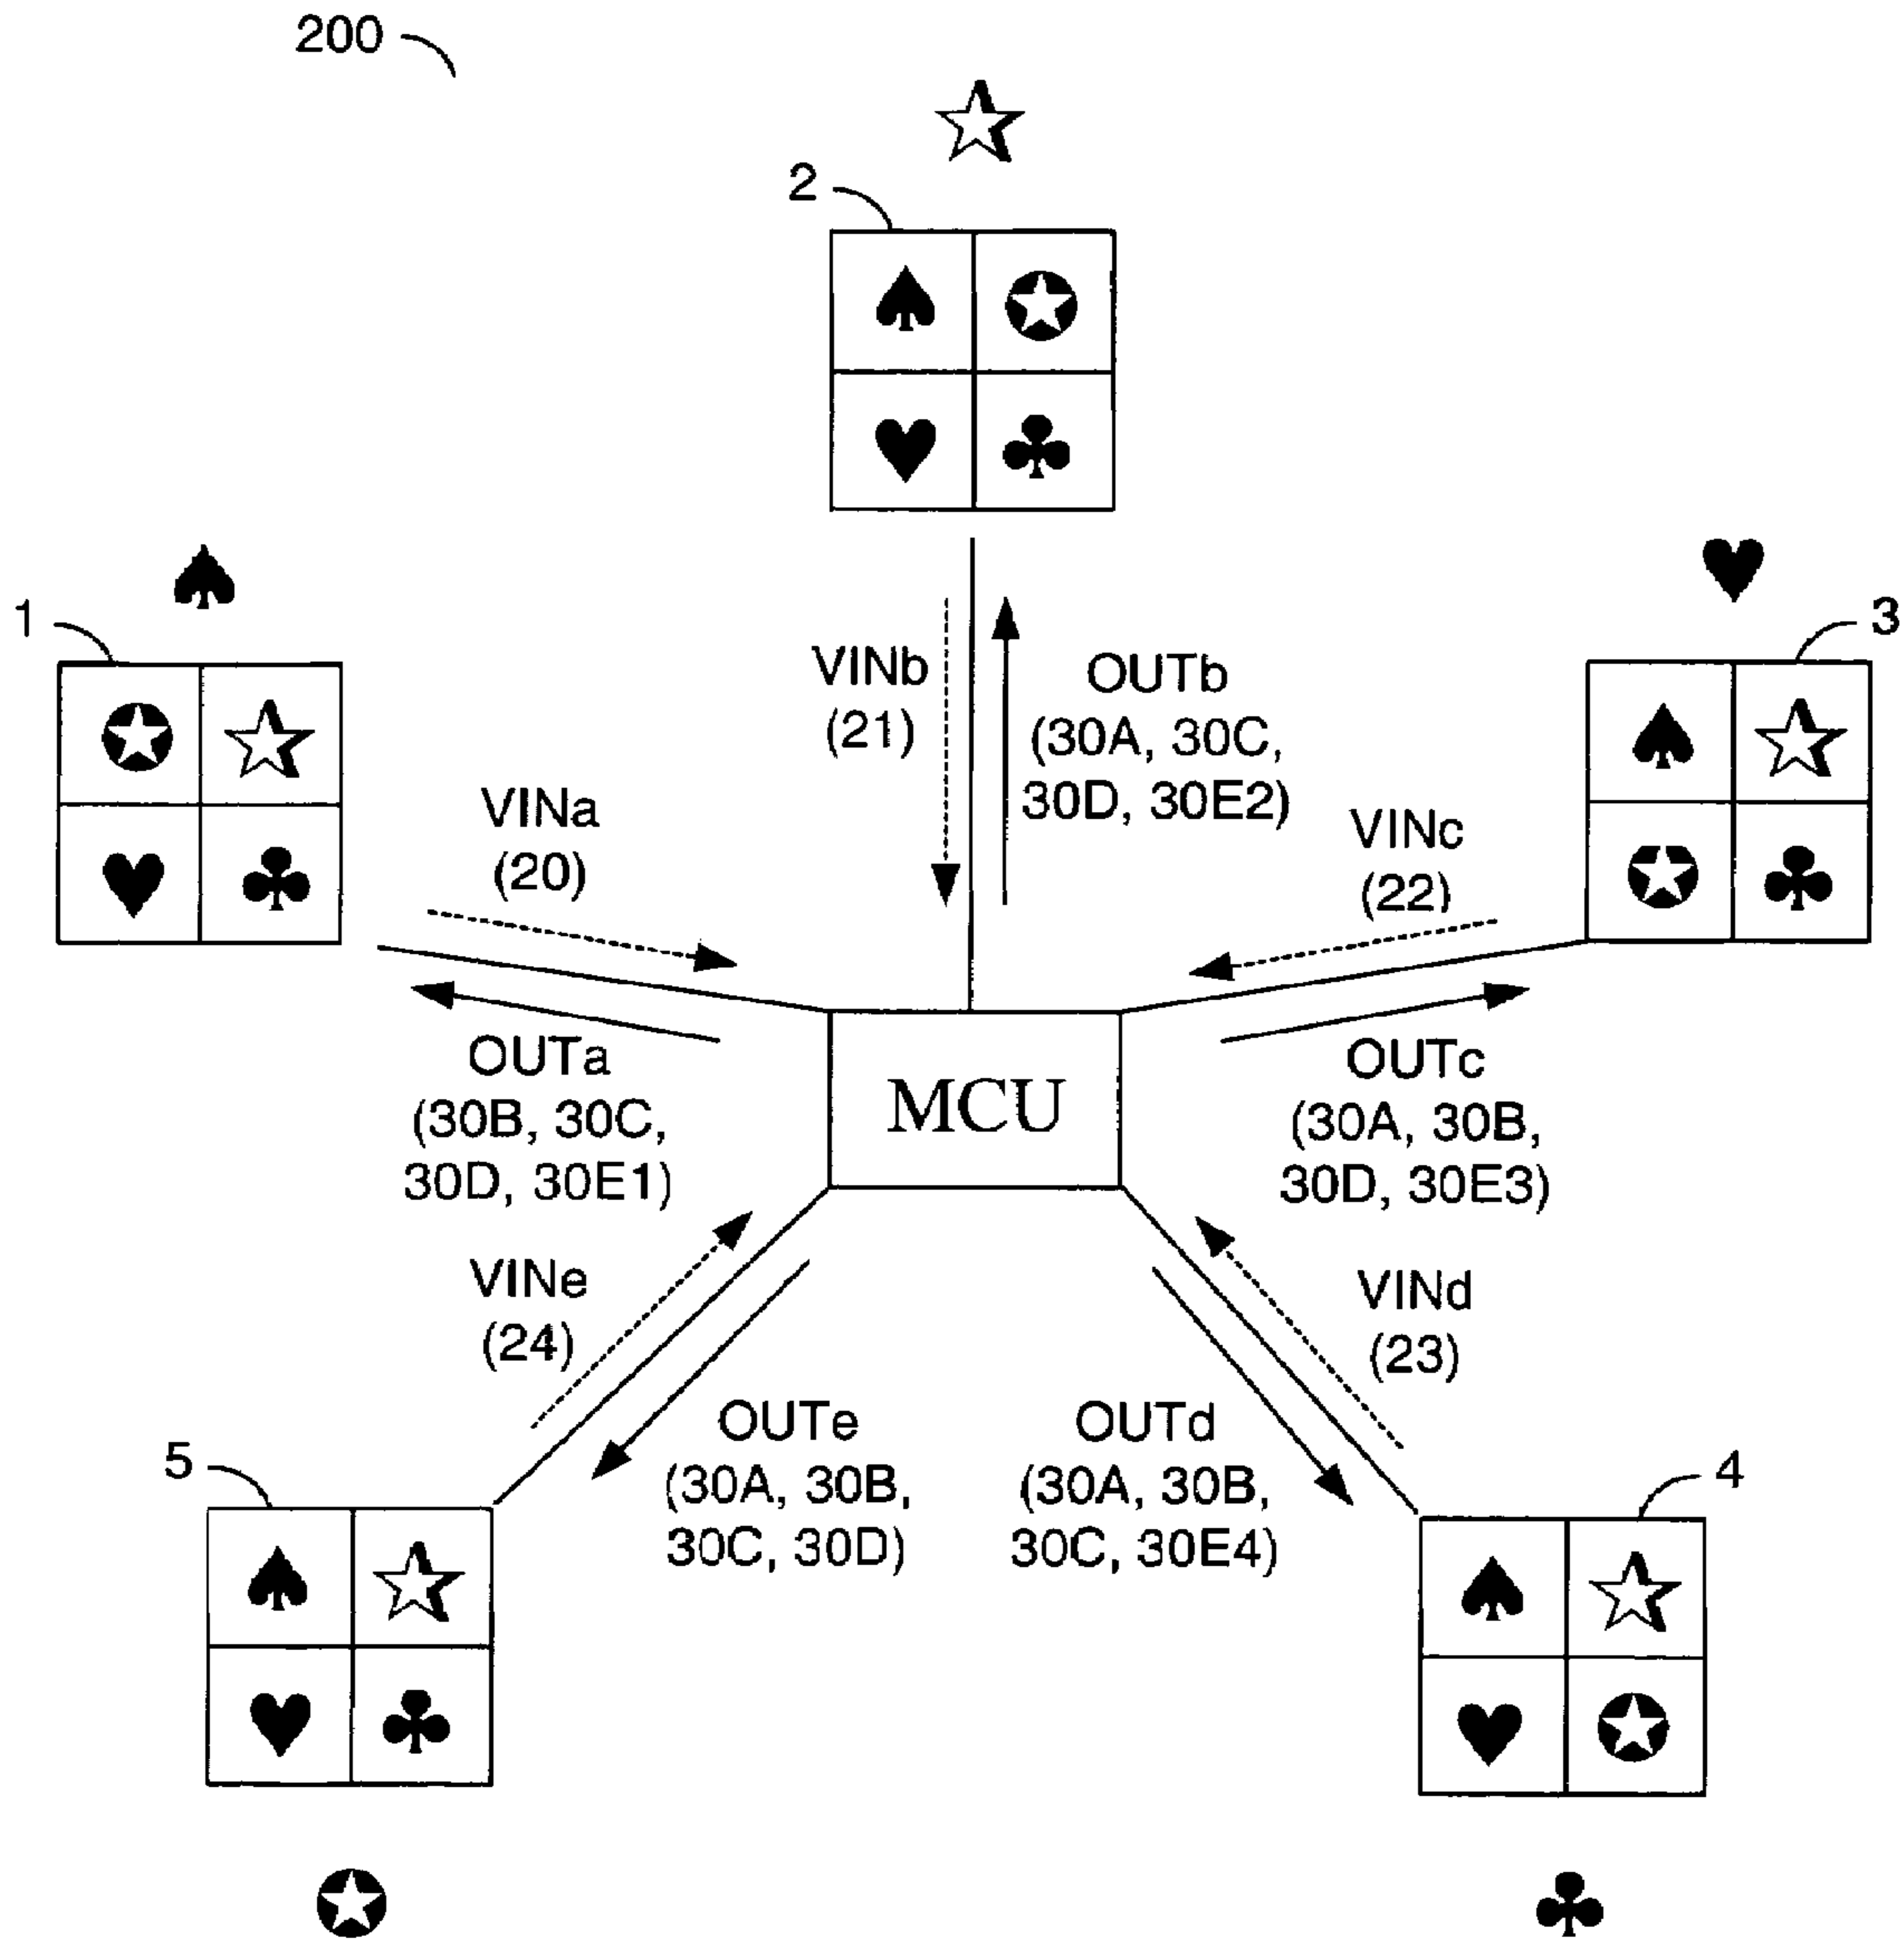 200
2
1
3
VINb
(21)
OUTb
(30A, 30C,
30D, 30E2)
VINa
(20)
VINc
(22)
OUTa
(30B, 30C,
30D, 30E1)
MCU
OUTc
(30A, 30B,
30D, 30E3)
VINe
(24)
VINd
(23)
OUTe
(30A, 30B,
30C, 30D)
OUTd
(30A, 30B,
30C, 30E4)
5
4